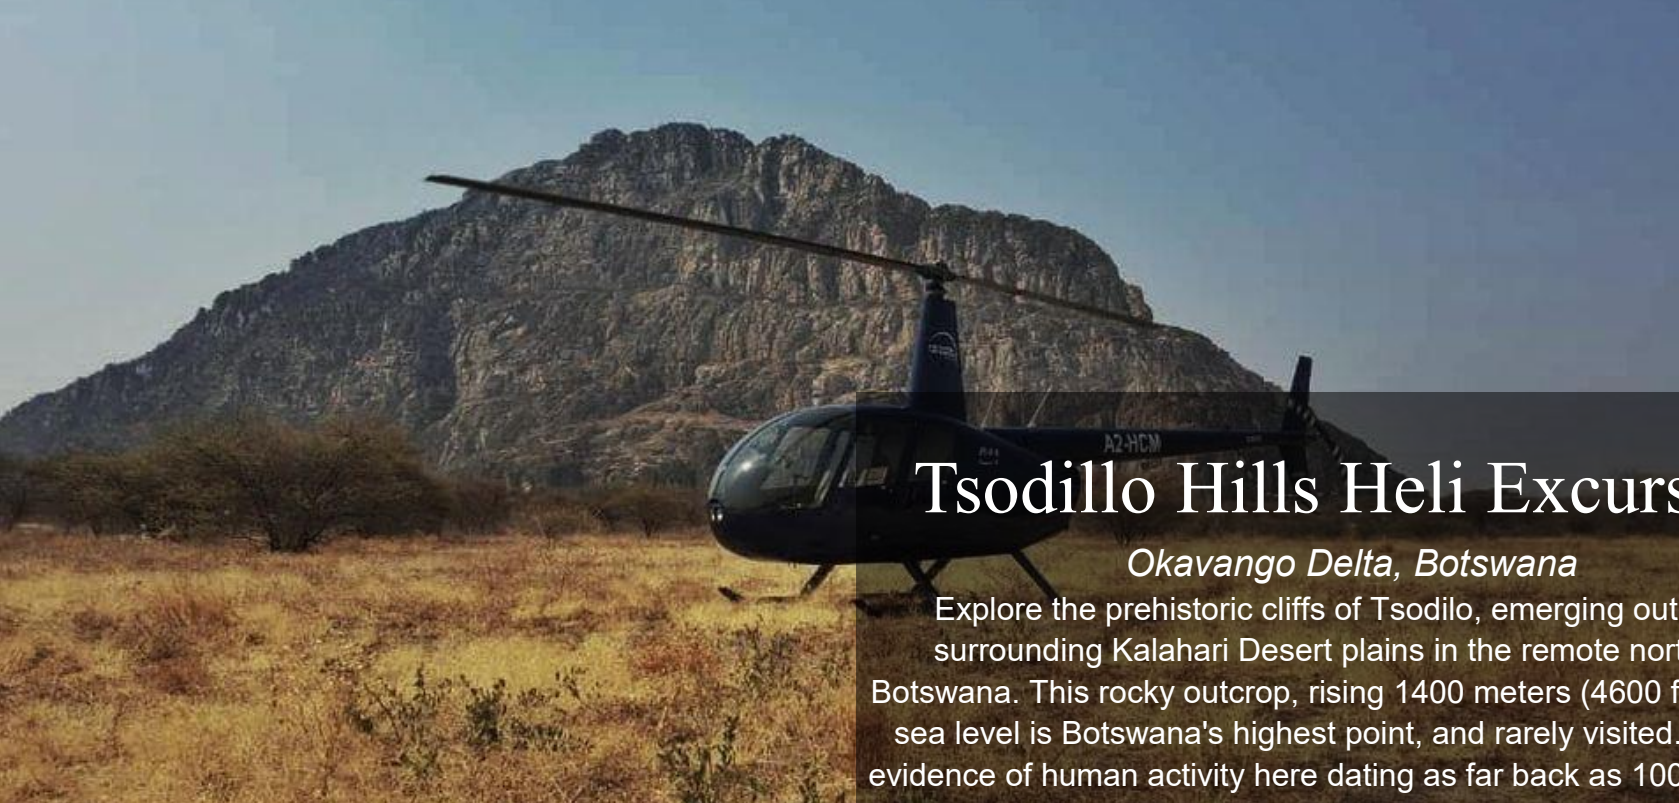 A2-HCM
Tsodillo Hills Heli Excurs
Okavango Delta, Botswana
Explore the prehistoric cliffs of Tsodilo, emerging out
surrounding Kalahari Desert plains in the remote nort
Botswana. This rocky outcrop, rising 1400 meters (4600 f
sea level is Botswana's highest point, and rarely visited.
evidence of human activity here dating as far back as 100